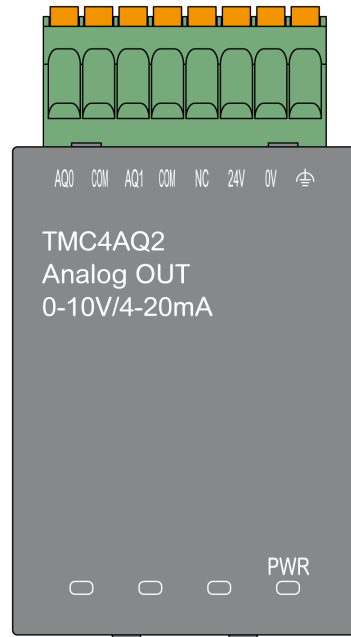 AQ0 COM AQ1 COM NC 24V 0V
TMC4AQ2
Analog OUT
0-10V/4-20mA
PWR